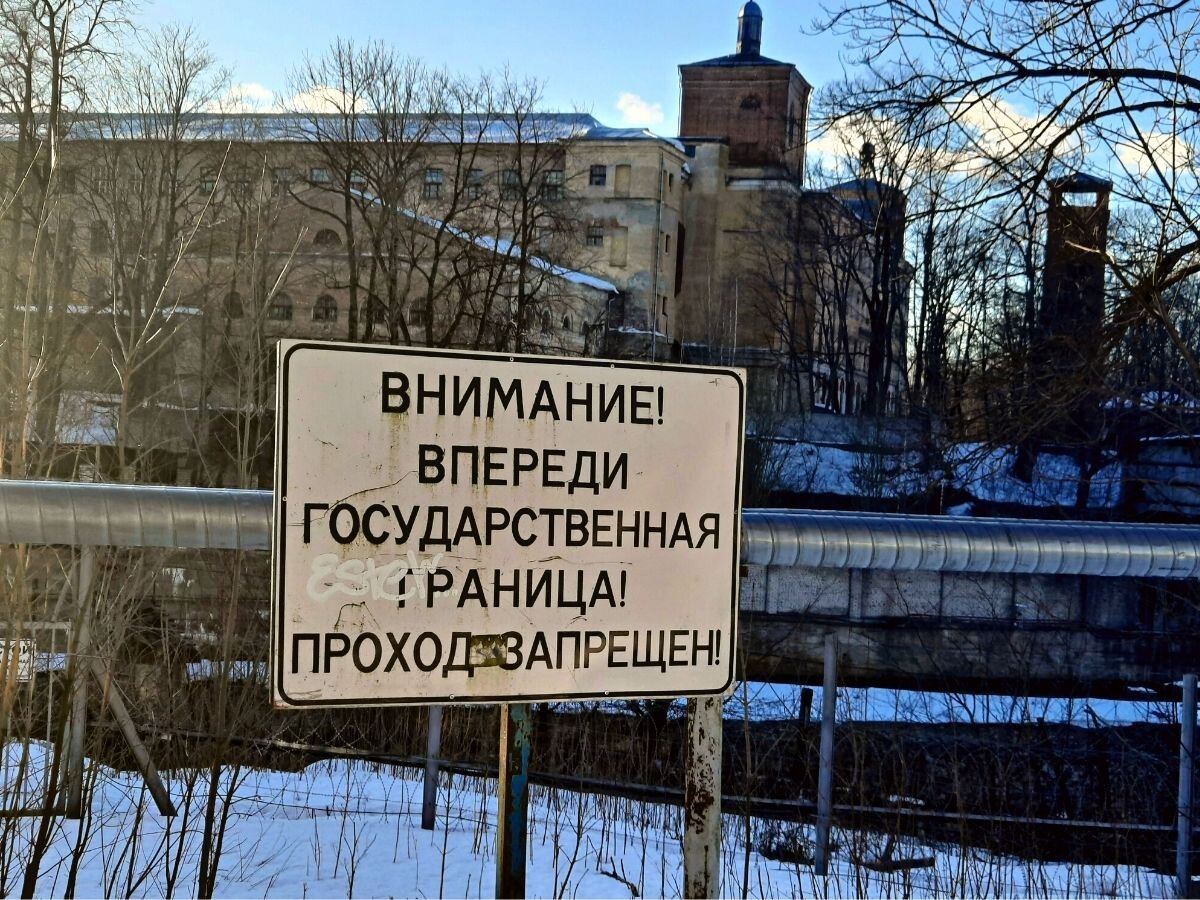 ВНИМАНИЕ!
ВПЕРЕДИ
ГОСУДАРСТВЕННАЯ
ГРАНИЦА!
ПРОХОД ЗАПРЕЩЕН!